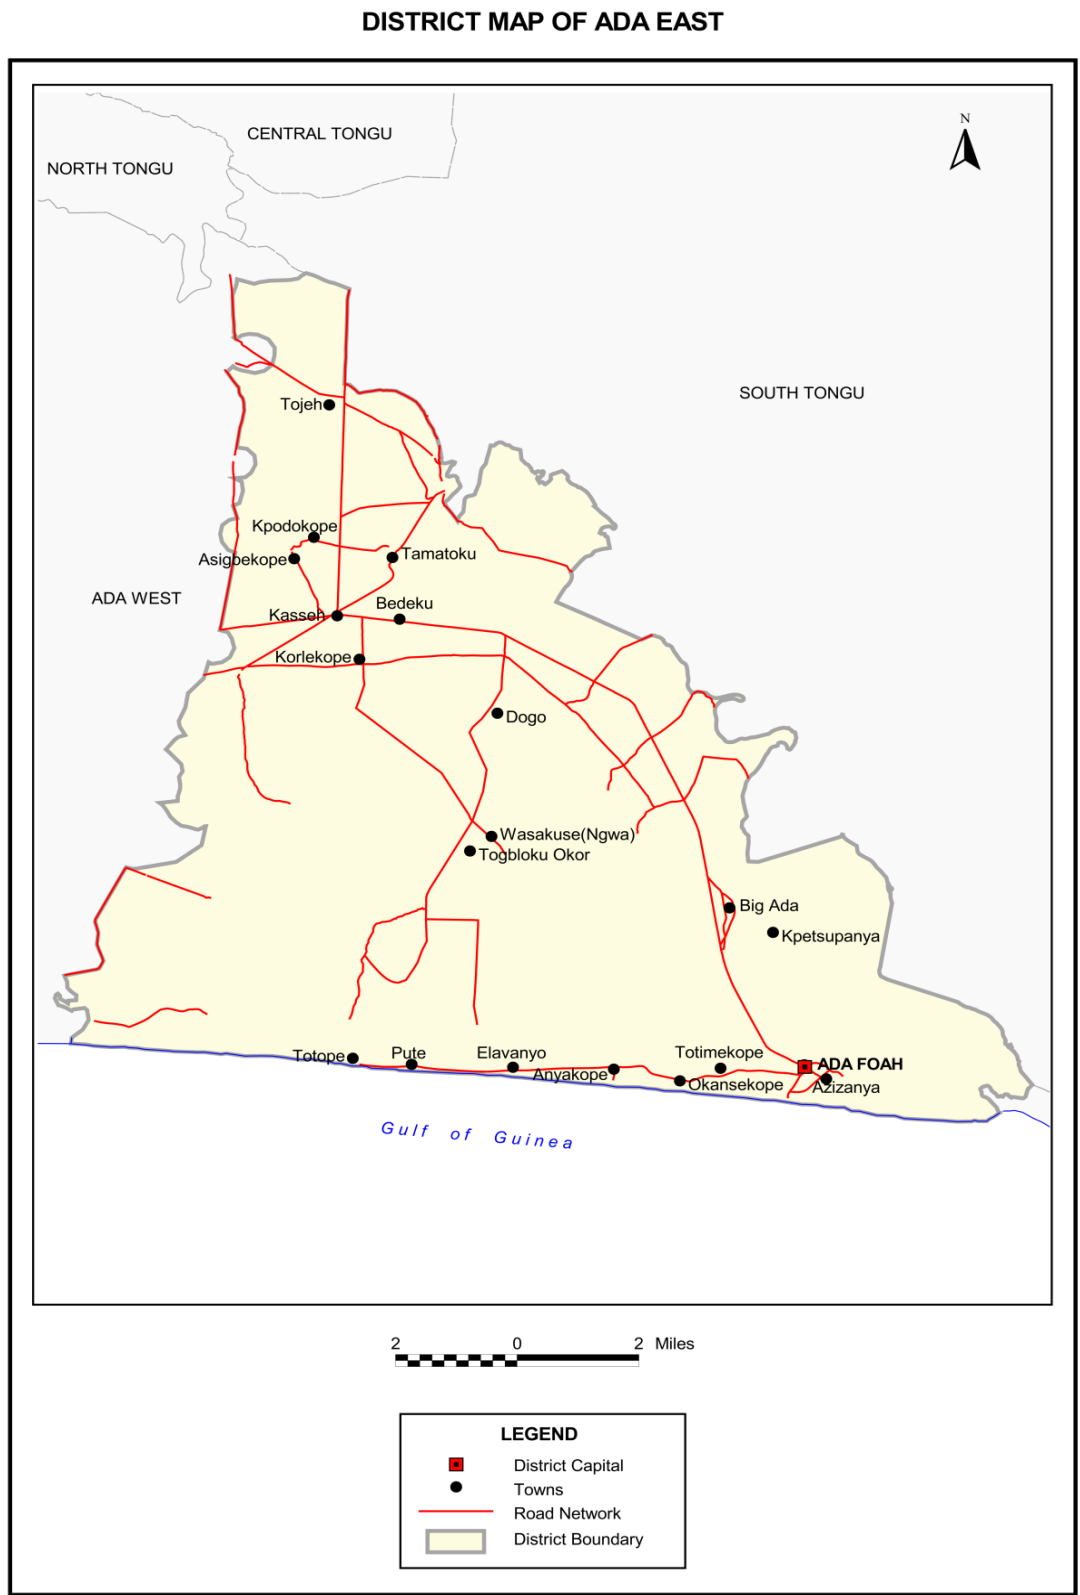 DISTRICT MAP OF ADA EAST
N
CENTRAL TONGU
NORTH TONGU
SOUTH TONGU
Tojeh
Kpodokope
Asigbekope
Tamatoku
ADA WEST
Bedeku
Kasseh
Korlekope
Dogo
Wasakuse(Ngwa)
Togbloku Okor
Big Ada
Kpetsupanya
Totope
Pute
Elavanyo
Totimekope
Anyakope
ADA FOAH
Okansekope
Azizanya
Gulf of Guinea
2 0 2 Miles
LEGEND
District Capital
Towns
Road Network
District Boundary